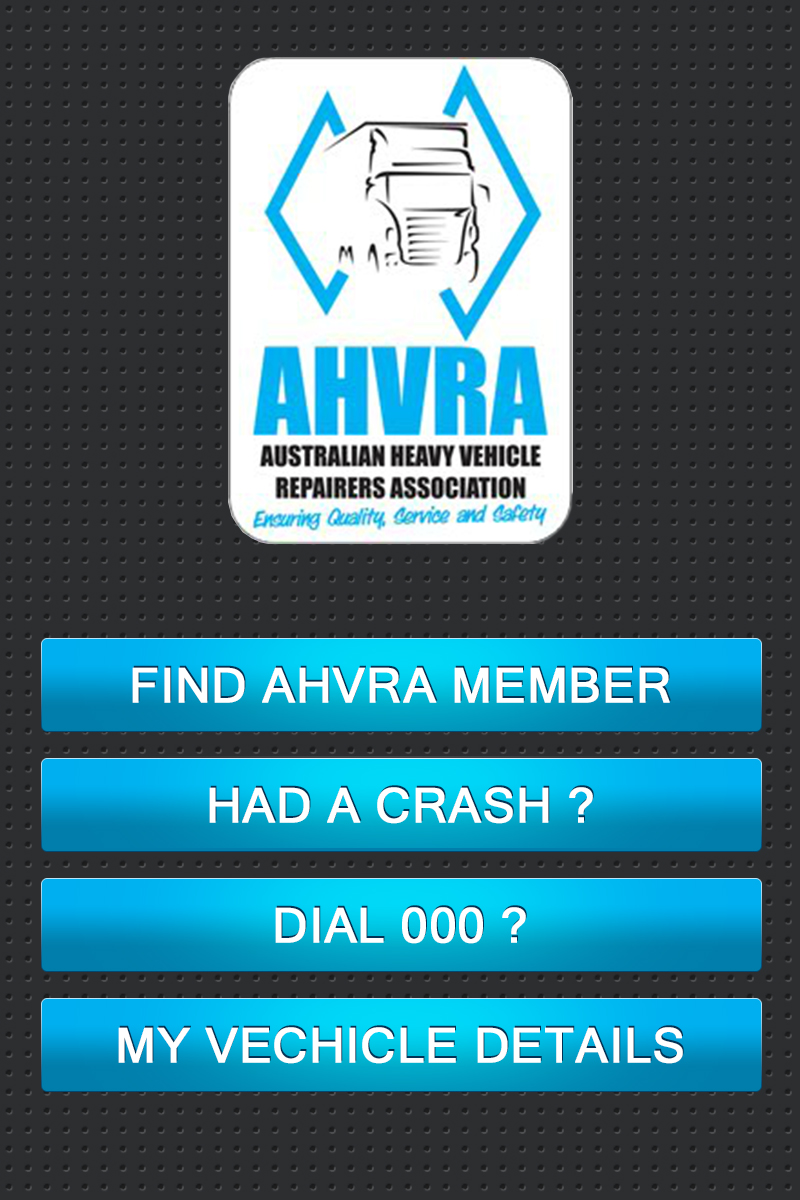 AHVRA
AUSTRALIAN HEAVY VEHICLE
REPAIRERS ASSOCIATION
Ensuring Quality, Service and Safety
FIND AHVRA MEMBER
HAD A CRASH ?
DIAL 000 ?
MY VECHICLE DETAILS